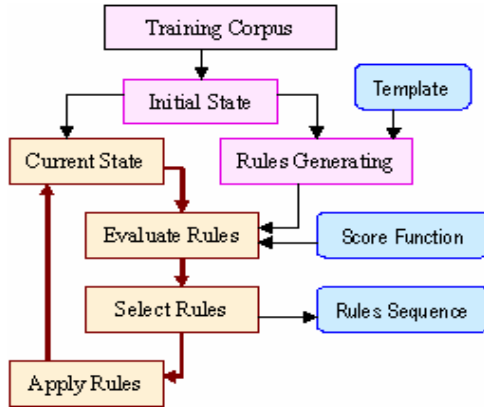 Training Corpus
Initial State
Template
Current State
Rules Generating
Evaluate Rules
Score Function
Select Rules
Rules Sequence
Apply Rules